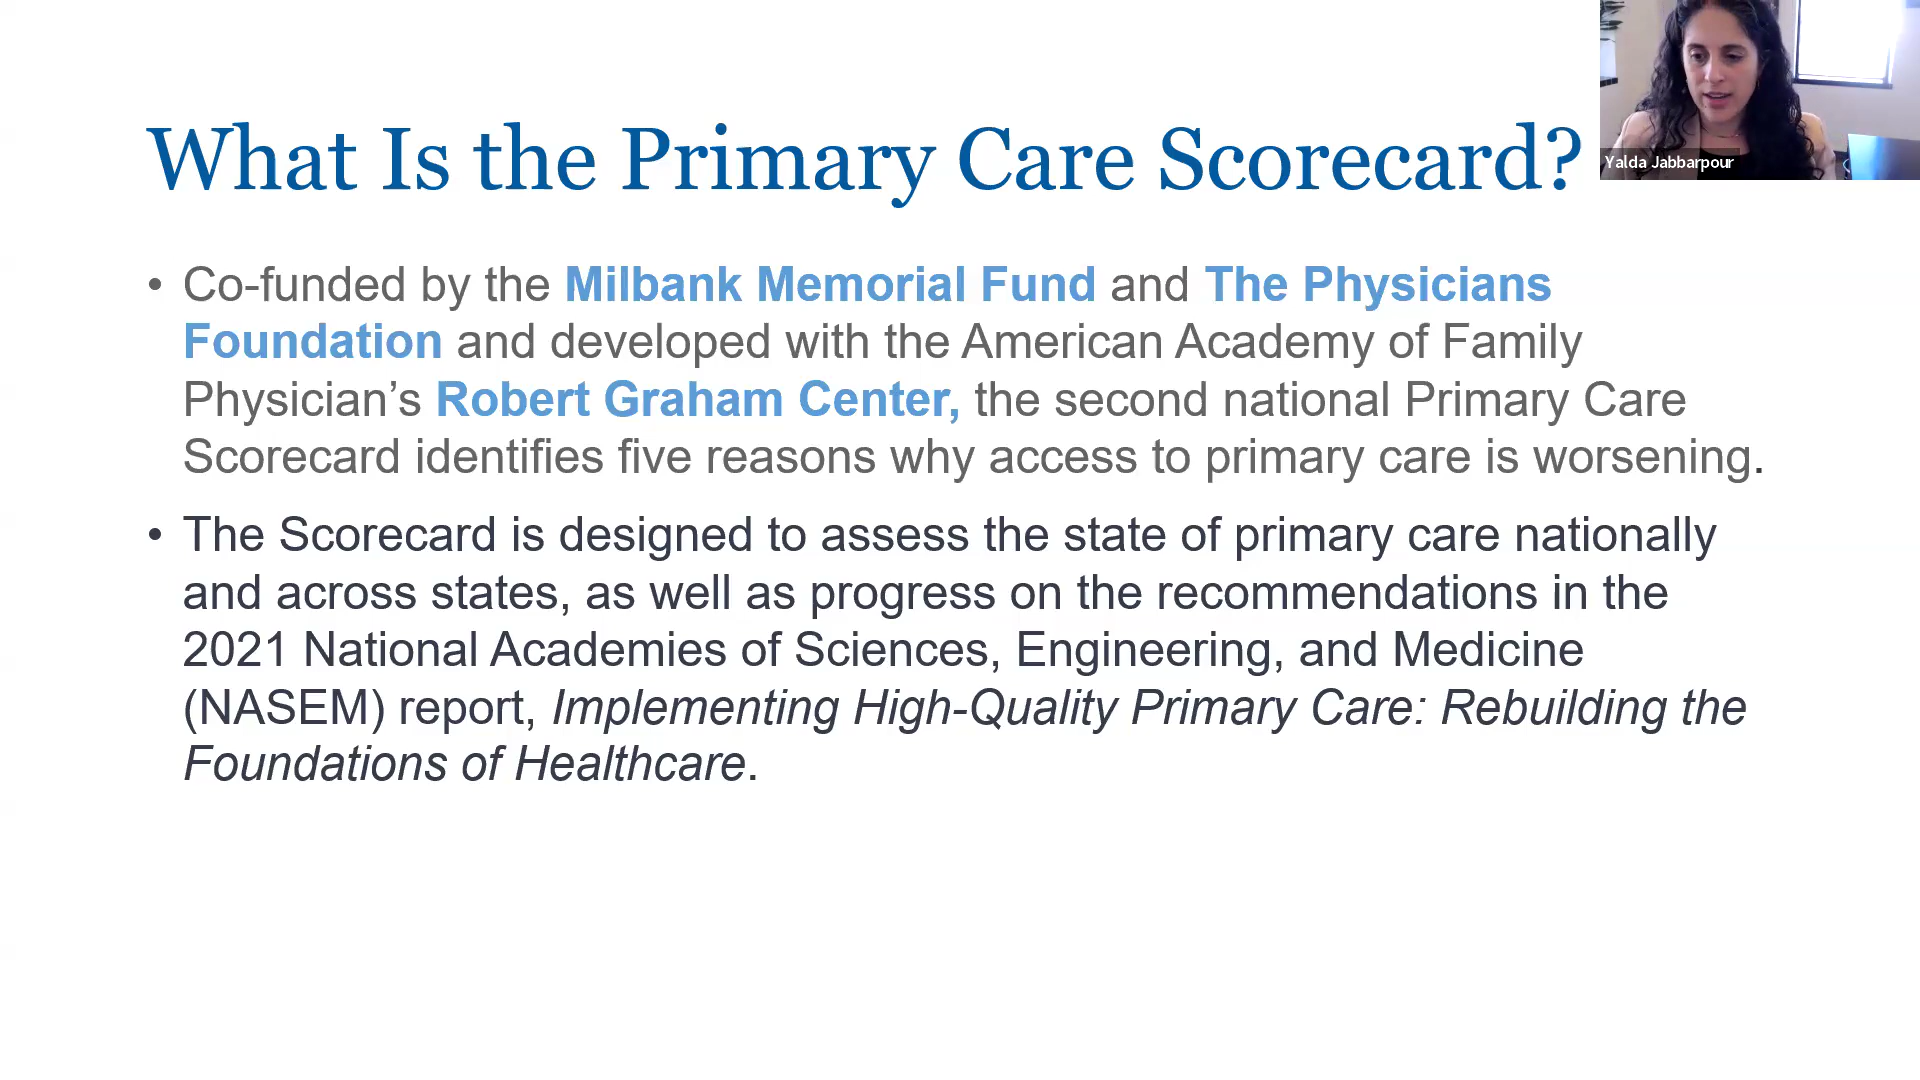 What Is the Primary Care Scorecard?
Yalda Jabbarpour
• Co-funded by the Milbank Memorial Fund and The Physicians
Foundation and developed with the American Academy of Family
Physician’s Robert Graham Center, the second national Primary Care
Scorecard identifies five reasons why access to primary care is worsening.
• The Scorecard is designed to assess the state of primary care nationally
and across states, as well as progress on the recommendations in the
2021 National Academies of Sciences, Engineering, and Medicine
(NASEM) report, Implementing High-Quality Primary Care: Rebuilding the
Foundations of Healthcare.